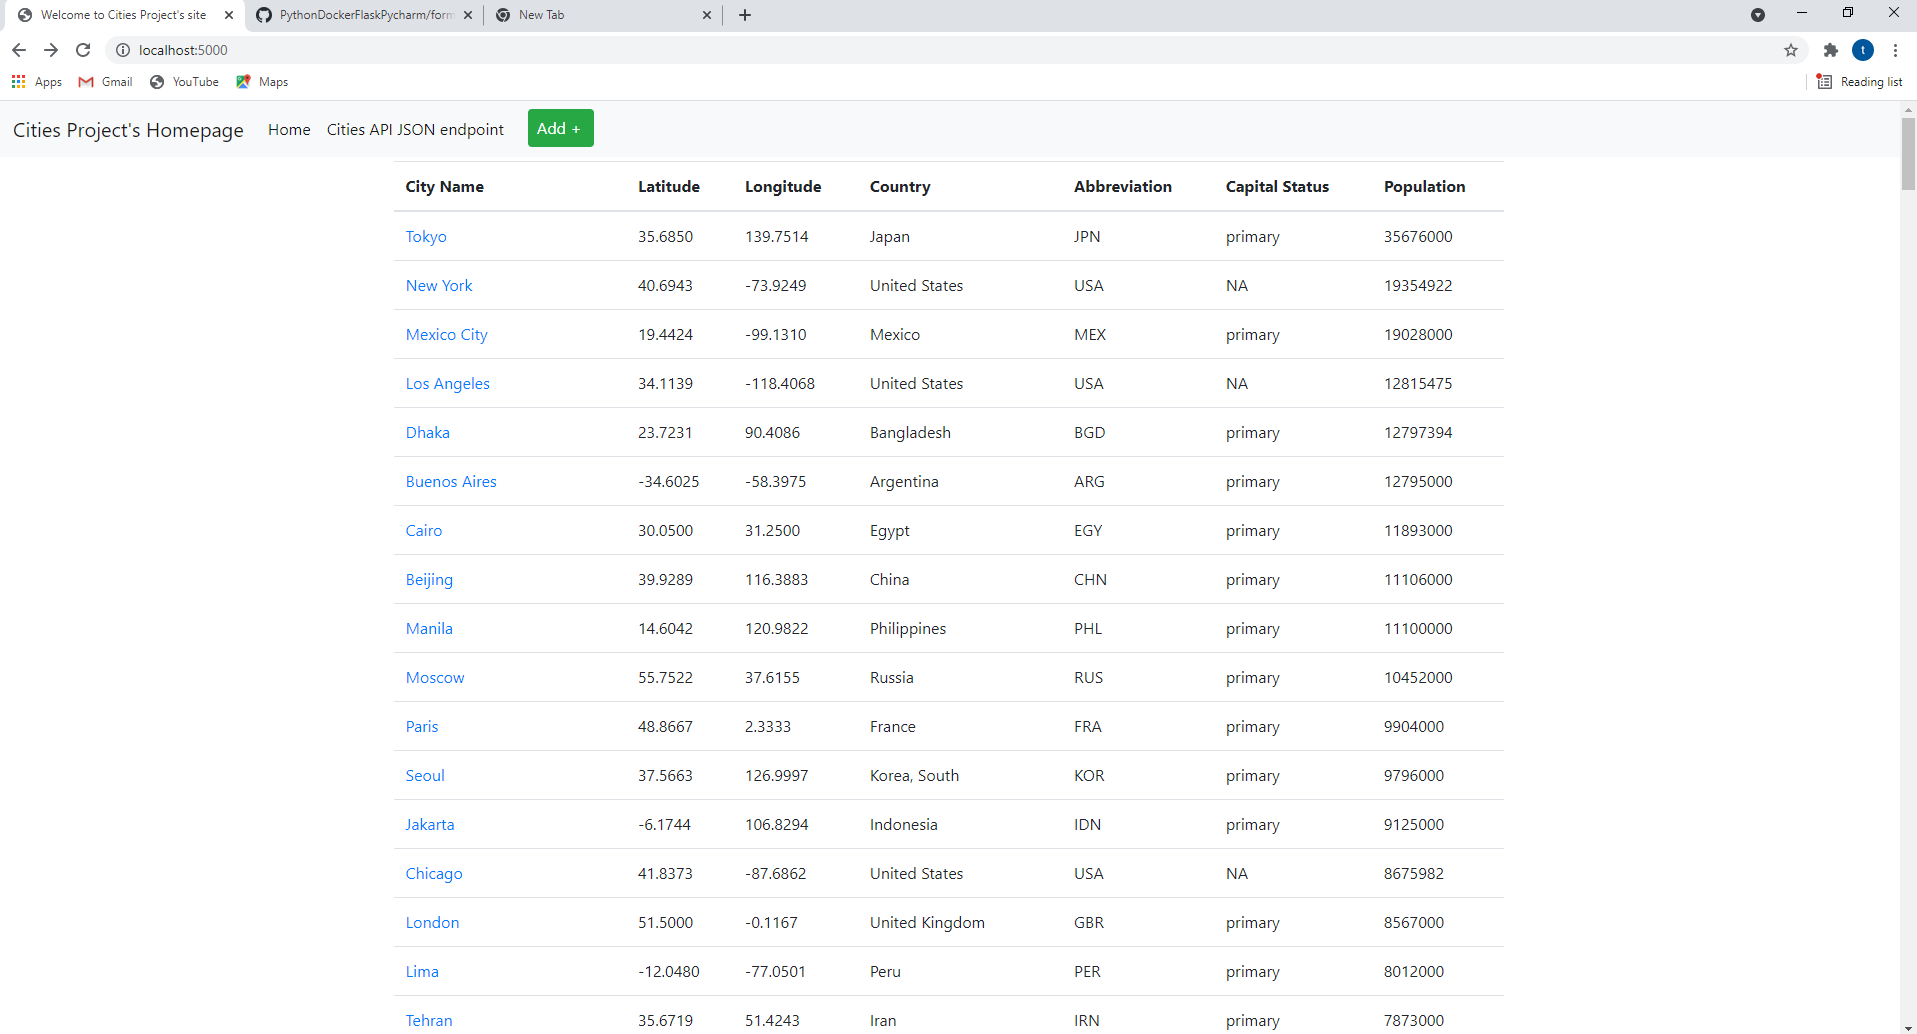 Welcome to Cities Project's site PythonDockerFlaskPycharm/form New Tab
localhost:5000 t
Apps Gmail YouTube Maps Reading list
Cities Project's Homepage Home Cities API JSON endpoint Add +
City Name Latitude Longitude Country Abbreviation Capital Status Population
Tokyo 35.6850 139.7514 Japan JPN primary 35676000
New York 40.6943 -73.9249 United States USA NA 19354922
Mexico City 19.4424 -99.1310 Mexico MEX primary 19028000
Los Angeles 34.1139 -118.4068 United States USA NA 12815475
Dhaka 23.7231 90.4086 Bangladesh BGD primary 12797394
Buenos Aires -34.6025 -58.3975 Argentina ARG primary 12795000
Cairo 30.0500 31.2500 Egypt EGY primary 11893000
Beijing 39.9289 116.3883 China CHN primary 11106000
Manila 14.6042 120.9822 Philippines PHL primary 11100000
Moscow 55.7522 37.6155 Russia RUS primary 10452000
Paris 48.8667 2.3333 France FRA primary 9904000
Seoul 37.5663 126.9997 Korea, South KOR primary 9796000
Jakarta -6.1744 106.8294 Indonesia IDN primary 9125000
Chicago 41.8373 -87.6862 United States USA NA 8675982
London 51.5000 -0.1167 United Kingdom GBR primary 8567000
Lima -12.0480 -77.0501 Peru PER primary 8012000
Tehran 35.6719 51.4243 Iran IRN primary 7873000